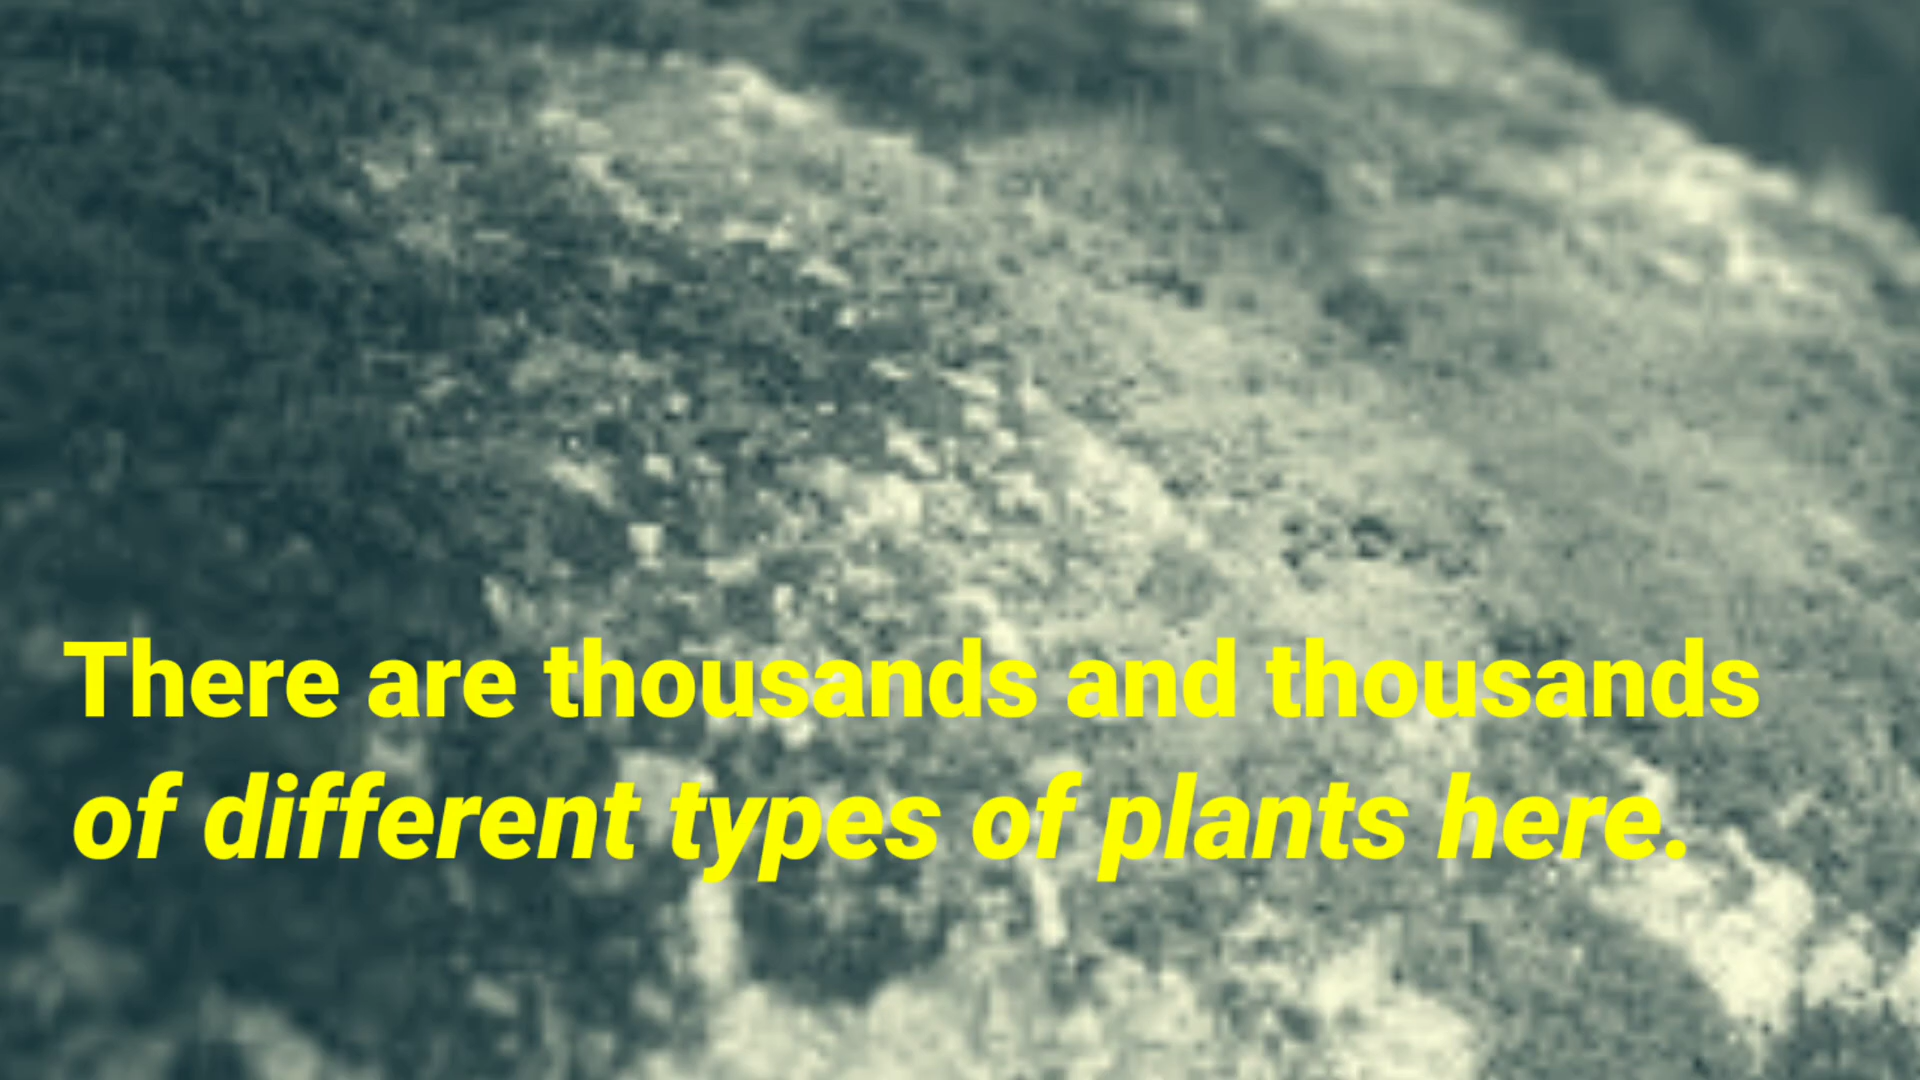 There are thousands and thousands
of different types of plants here.